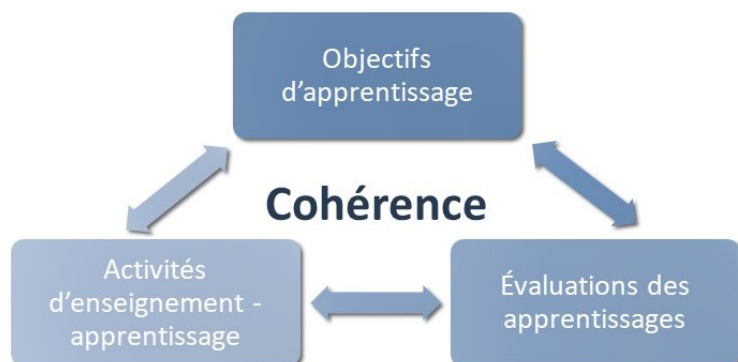 Objectifs
d'apprentissage
Cohérence
Activités
d'enseignement -
apprentissage
Évaluations des
apprentissages